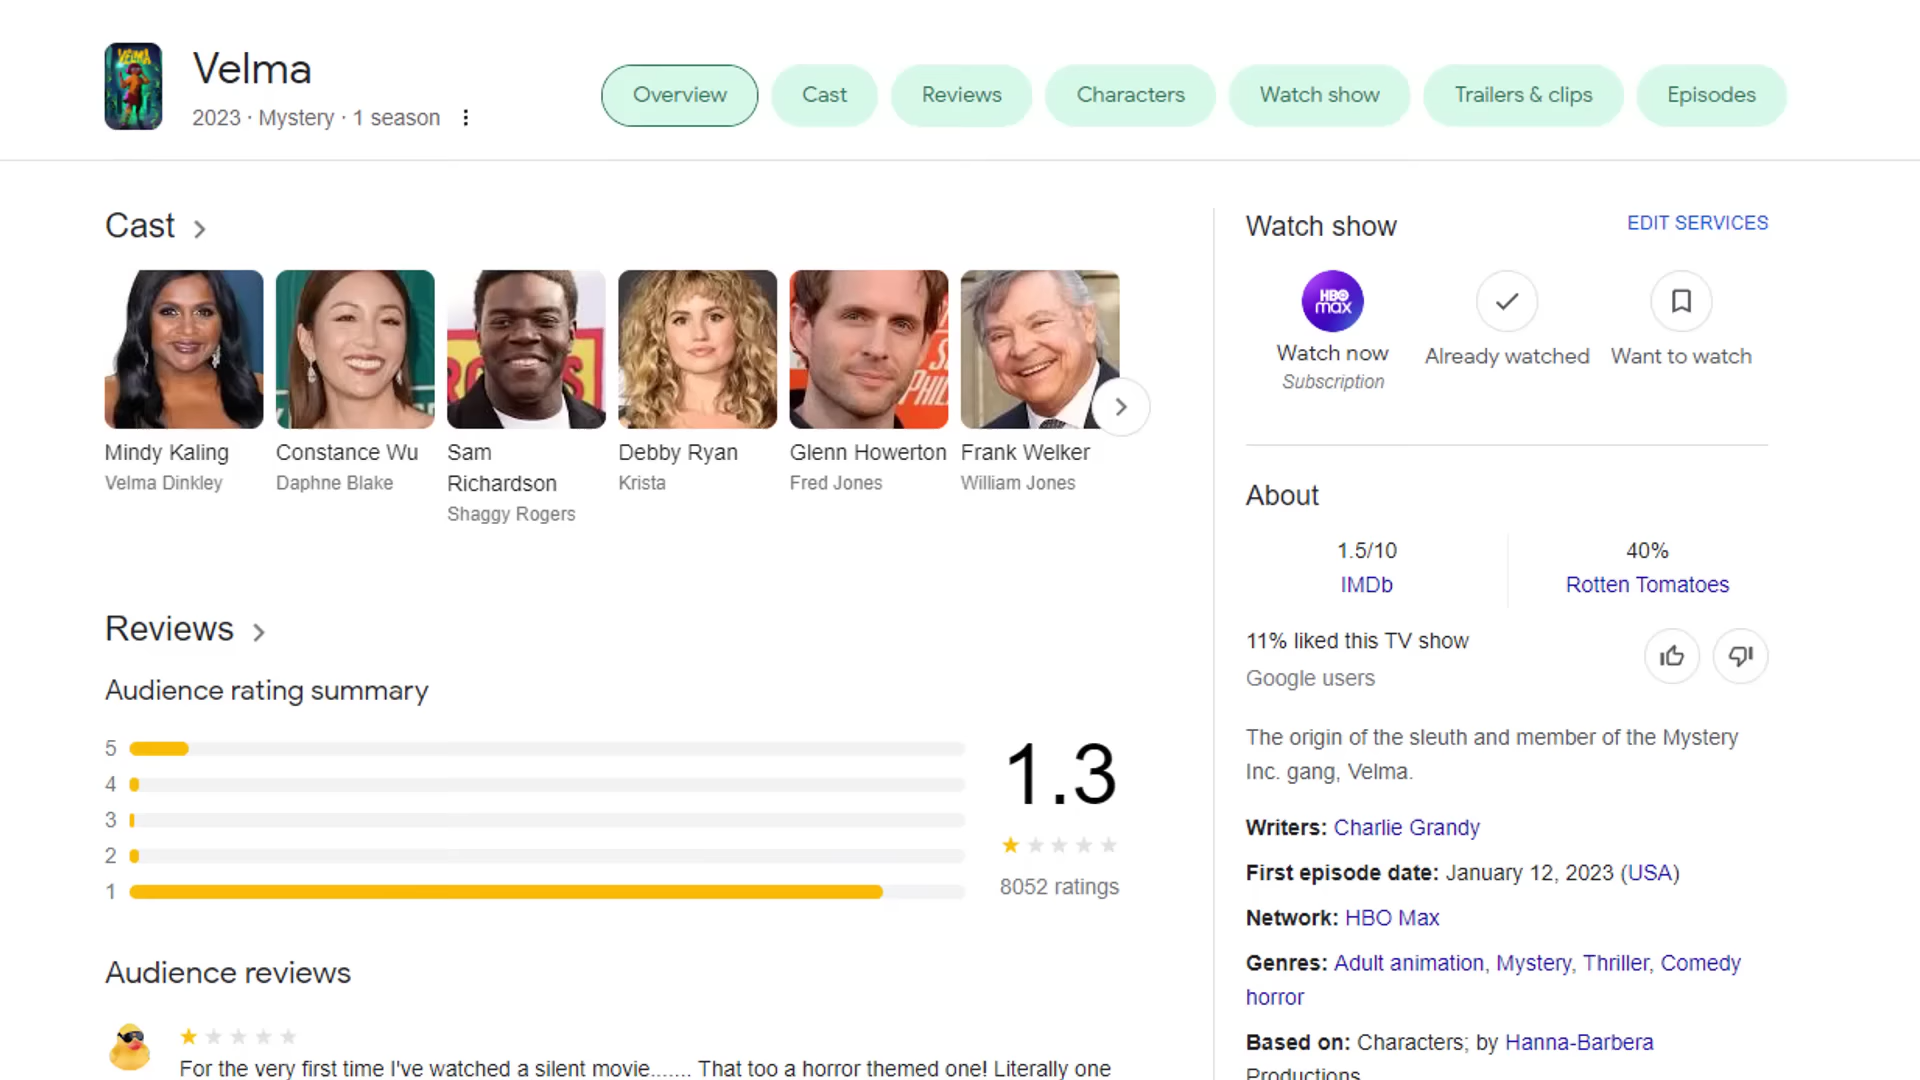 Velma
2023 · Mystery · 1 season
Overview
Cast
Reviews
Characters
Watch show
Trailers & clips
Episodes
Cast
Mindy Kaling
Velma Dinkley
Constance Wu
Daphne Blake
Sam
Richardson
Shaggy Rogers
Debby Ryan
Krista
Glenn Howerton
Fred Jones
Frank Welker
William Jones
Reviews
Audience rating summary
5
4
3
2
1
1.3
8052 ratings
Audience reviews
For the very first time I've watched a silent movie....... That too a horror themed one! Literally one
Watch show
EDIT SERVICES
HBO
max
Watch now
Subscription
Already watched
Want to watch
About
1.5/10
IMDb
40%
Rotten Tomatoes
11% liked this TV show
Google users
The origin of the sleuth and member of the Mystery
Inc. gang, Velma.
Writers: Charlie Grandy
First episode date: January 12, 2023 (USA)
Network: HBO Max
Genres: Adult animation, Mystery, Thriller, Comedy
horror
Based on: Characters; by Hanna-Barbera
Productions